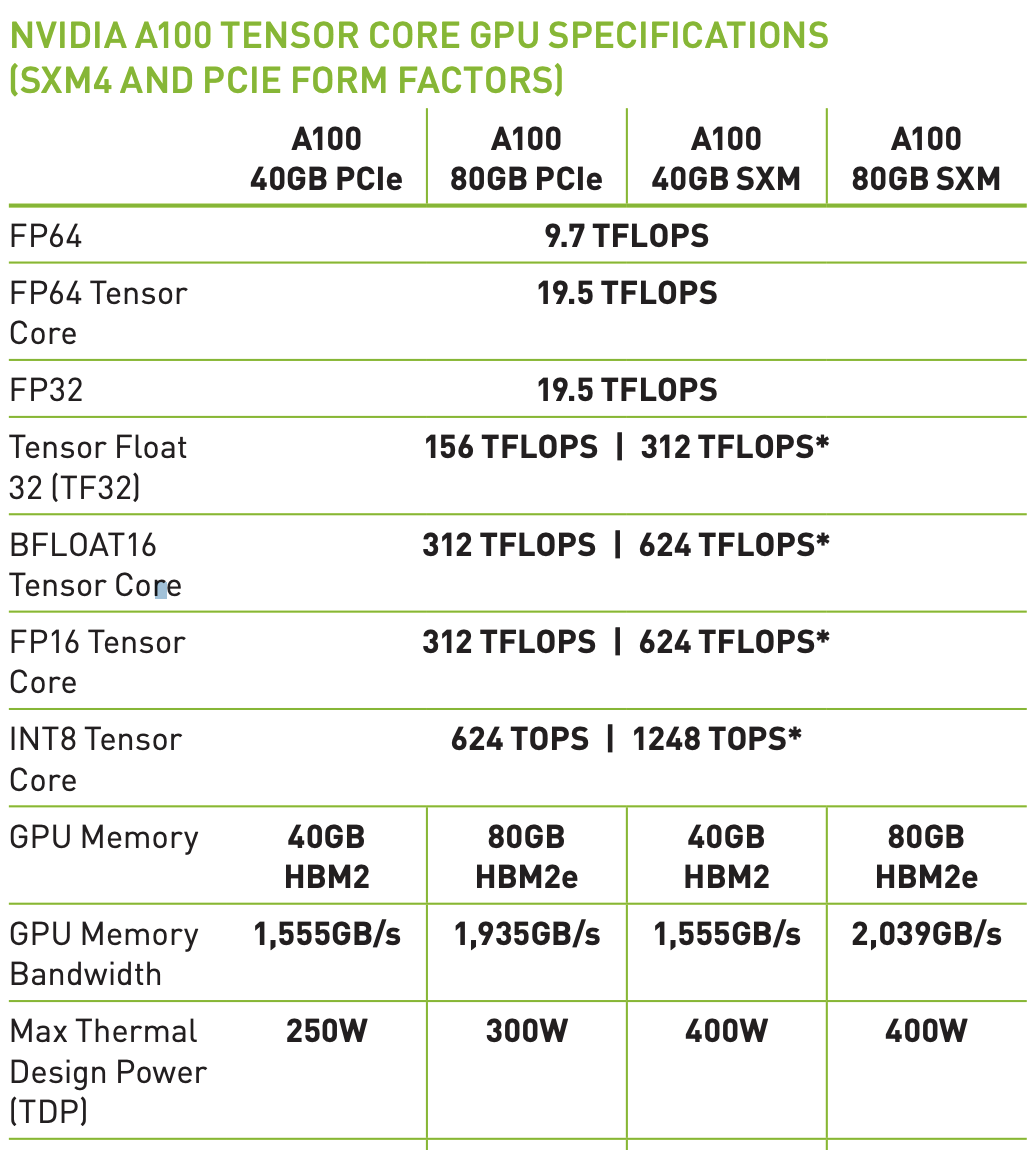 NVIDIA A100 TENSOR CORE GPU SPECIFICATIONS
(SXM4 AND PCIE FORM FACTORS)
A100 40GB PCIe A100 80GB PCIe A100 40GB SXM A100 80GB SXM
FP64 9.7 TFLOPS
FP64 Tensor Core 19.5 TFLOPS
FP32 19.5 TFLOPS
Tensor Float 32 (TF32) 156 TFLOPS | 312 TFLOPS*
BFLOAT16 Tensor Core 312 TFLOPS | 624 TFLOPS*
FP16 Tensor Core 312 TFLOPS | 624 TFLOPS*
INT8 Tensor Core 624 TOPS | 1248 TOPS*
GPU Memory 40GB HBM2 80GB HBM2e 40GB HBM2 80GB HBM2e
GPU Memory Bandwidth 1,555GB/s 1,935GB/s 1,555GB/s 2,039GB/s
Max Thermal Design Power (TDP) 250W 300W 400W 400W